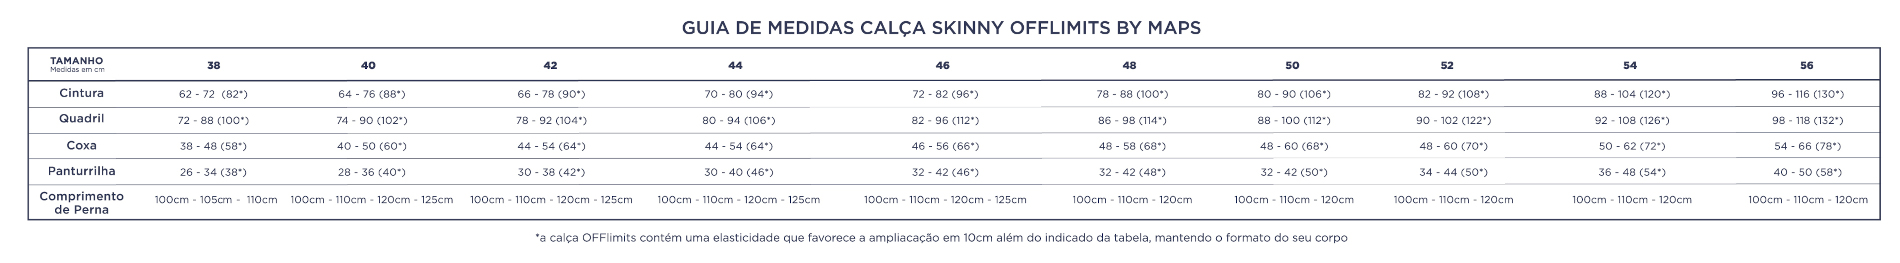 GUIA DE MEDIDAS CALÇA SKINNY OFFLIMITS BY MAPS
TAMANHO 38 40 42 44 46 48 50 52 54 56
Medidas em cm
Cintura 62 - 72 (82*) 64 - 76 (88*) 66 - 78 (90*) 70 - 80 (94*) 72 - 82 (96*) 78 - 88 (100*) 80 - 90 (106*) 82 - 92 (108*) 88 - 104 (120*) 96 - 116 (130*)
Quadril 72 - 88 (100*) 74 - 90 (102*) 78 - 92 (104*) 80 - 94 (106*) 82 - 96 (112*) 86 - 98 (114*) 88 - 100 (112*) 90 - 102 (122*) 92 - 108 (126*) 98 - 118 (132*)
Coxa 38 - 48 (58*) 40 - 50 (60*) 44 - 54 (64*) 44 - 54 (64*) 46 - 56 (66*) 48 - 58 (68*) 48 - 60 (68*) 48 - 60 (70*) 50 - 62 (72*) 54 - 66 (78*)
Panturrilha 26 - 34 (38*) 28 - 36 (40*) 30 - 38 (42*) 30 - 40 (46*) 32 - 42 (46*) 32 - 42 (48*) 32 - 42 (50*) 34 - 44 (50*) 36 - 48 (54*) 40 - 50 (58*)
Comprimento
de Perna 100cm - 105cm - 110cm 100cm - 110cm - 120cm - 125cm 100cm - 110cm - 120cm - 125cm 100cm - 110cm - 120cm - 125cm 100cm - 110cm - 120cm - 125cm 100cm - 110cm - 120cm 100cm - 110cm - 120cm 100cm - 110cm - 120cm 100cm - 110cm - 120cm 100cm - 110cm - 120cm
*a calça OFFlimits contém uma elasticidade que favorece a ampliacação em 10cm além do indicado da tabela, mantendo o formato do seu corpo